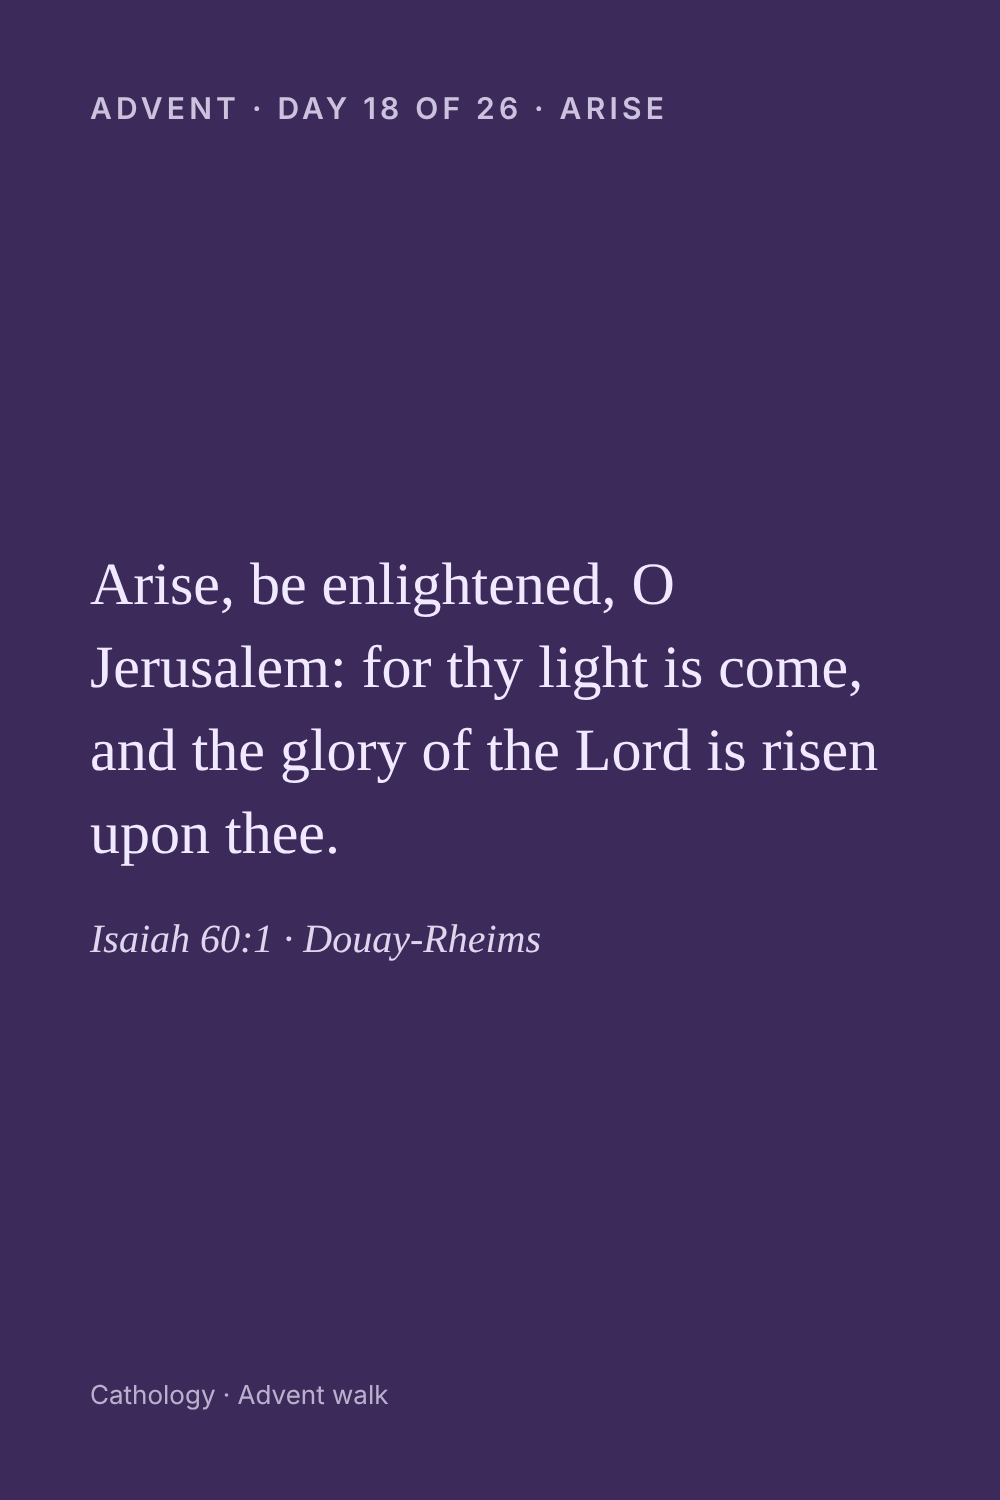 ADVENT · DAY 18 OF 26 · ARISE
Arise, be enlightened, O
Jerusalem: for thy light is come,
and the glory of the Lord is risen
upon thee.
Isaiah 60:1 · Douay-Rheims
Cathology · Advent walk